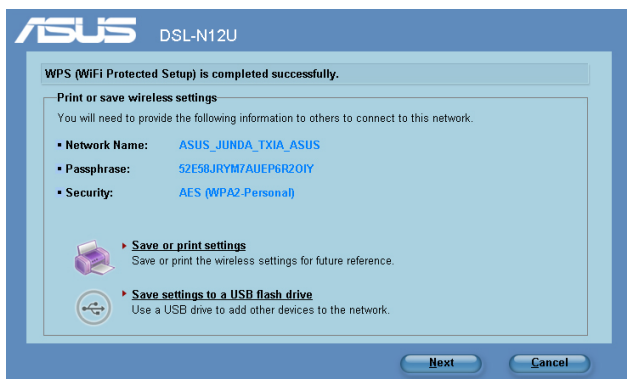 ASUS DSL-N12U
WPS (WiFi Protected Setup) is completed successfully.
Print or save wireless settings
You will need to provide the following information to others to connect to this network.
Network Name: ASUS_JUNDA_TXIA_ASUS
Passphrase: 52E58JRYM7AUEP6R2OIY
Security: AES (WPA2-Personal)
Save or print settings
Save or print the wireless settings for future reference.
Save settings to a USB flash drive
Use a USB drive to add other devices to the network.
Next Cancel